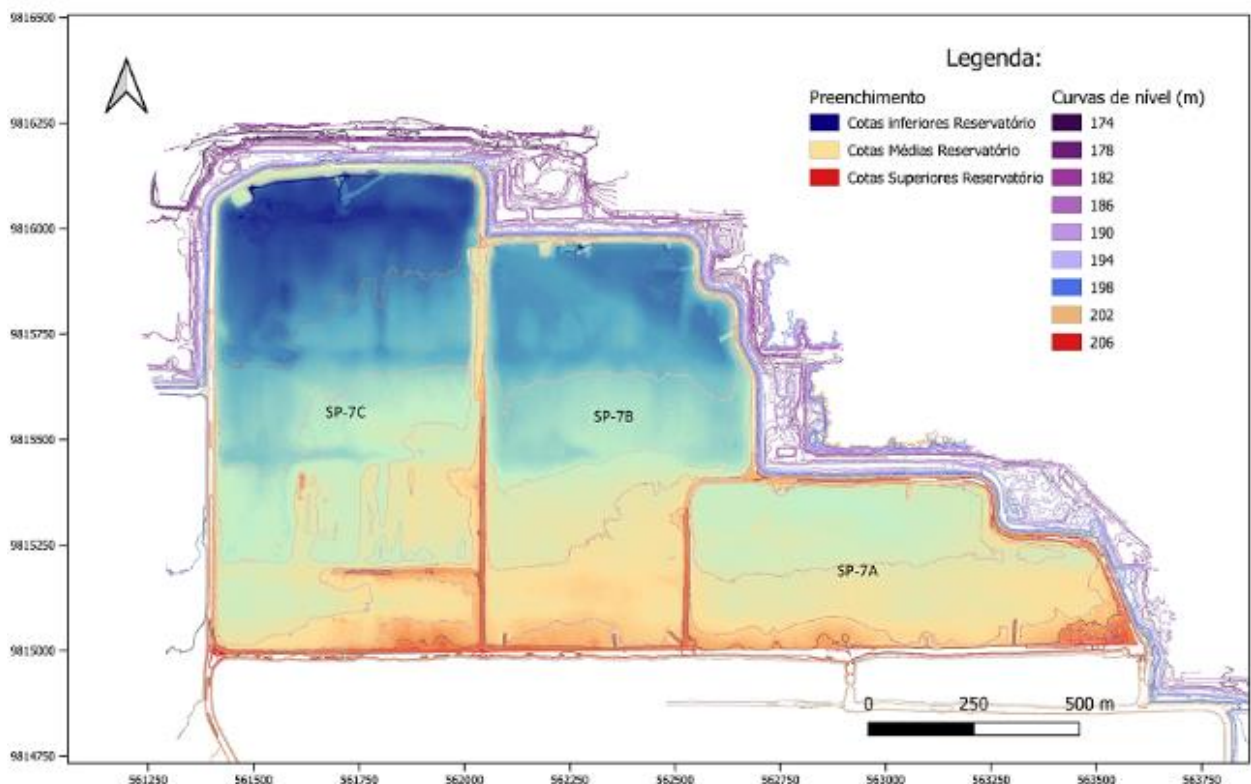 9816500
9816250
9816000
9815750
9815500
9815250
9815000
9814750
Legenda:
Preenchimento
Cotas inferiores Reservatório
Cotas Médias Reservatório
Cotas Superiores Reservatório
Curvas de nível (m)
174
178
182
186
190
194
198
202
206
SP-7C
SP-7B
SP-7A
0 250 500 m
561250 561500 561750 562000 562250 562500 562750 563000 563250 563500 563750